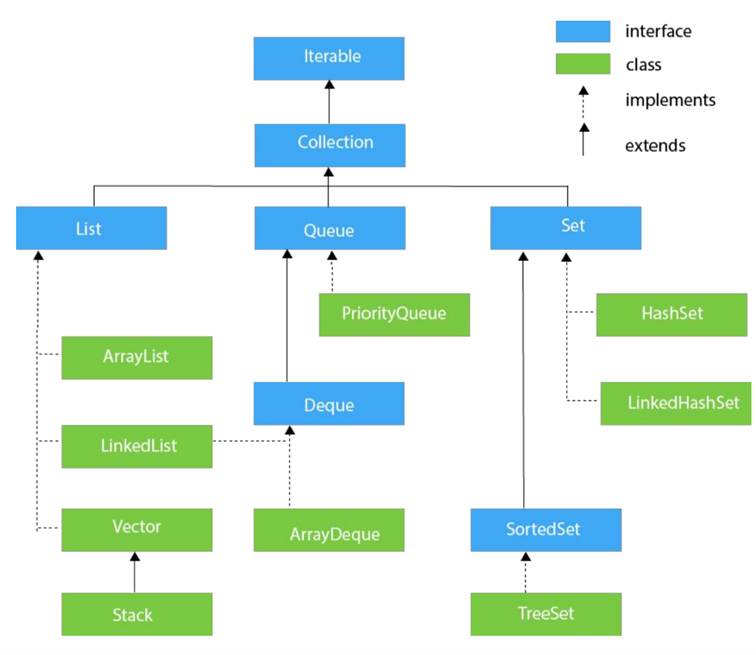 interface
class
implements
extends
Iterable
Collection
List
Queue
Set
PriorityQueue
HashSet
ArrayList
Deque
LinkedHashSet
LinkedList
Vector
ArrayDeque
SortedSet
Stack
TreeSet